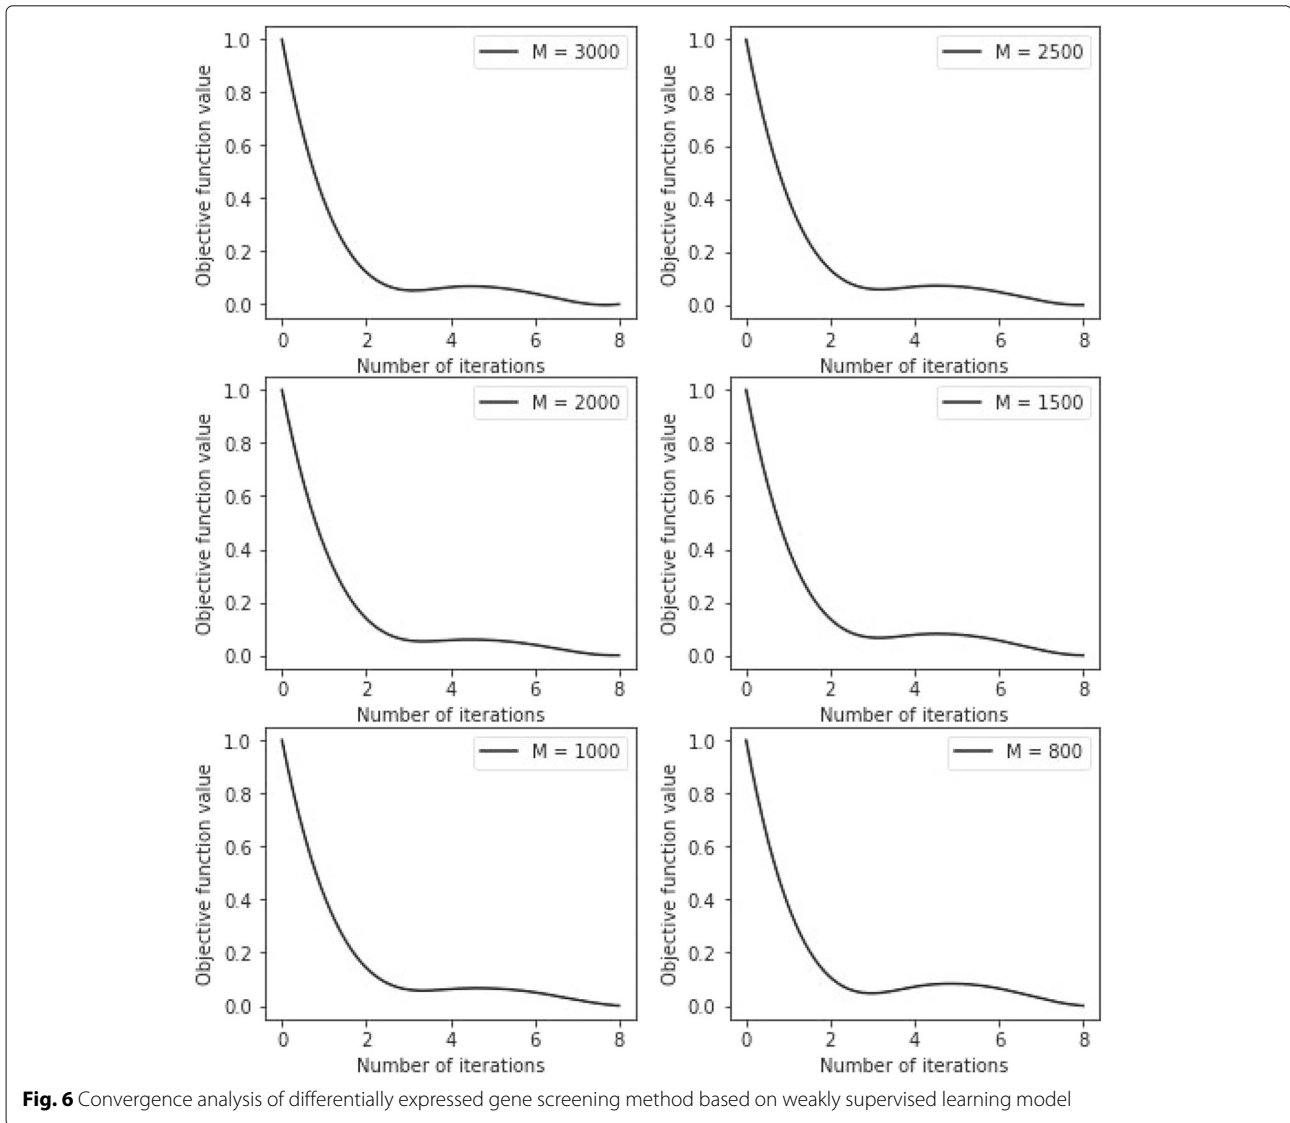 M = 3000
Objective function value
1.0
0.8
0.6
0.4
0.2
0.0
0 2 4 6 8
Number of iterations
M = 2500
Objective function value
1.0
0.8
0.6
0.4
0.2
0.0
0 2 4 6 8
Number of iterations
M = 2000
Objective function value
1.0
0.8
0.6
0.4
0.2
0.0
0 2 4 6 8
Number of iterations
M = 1500
Objective function value
1.0
0.8
0.6
0.4
0.2
0.0
0 2 4 6 8
Number of iterations
M = 1000
Objective function value
1.0
0.8
0.6
0.4
0.2
0.0
0 2 4 6 8
Number of iterations
M = 800
Objective function value
1.0
0.8
0.6
0.4
0.2
0.0
0 2 4 6 8
Number of iterations
Fig. 6 Convergence analysis of differentially expressed gene screening method based on weakly supervised learning model